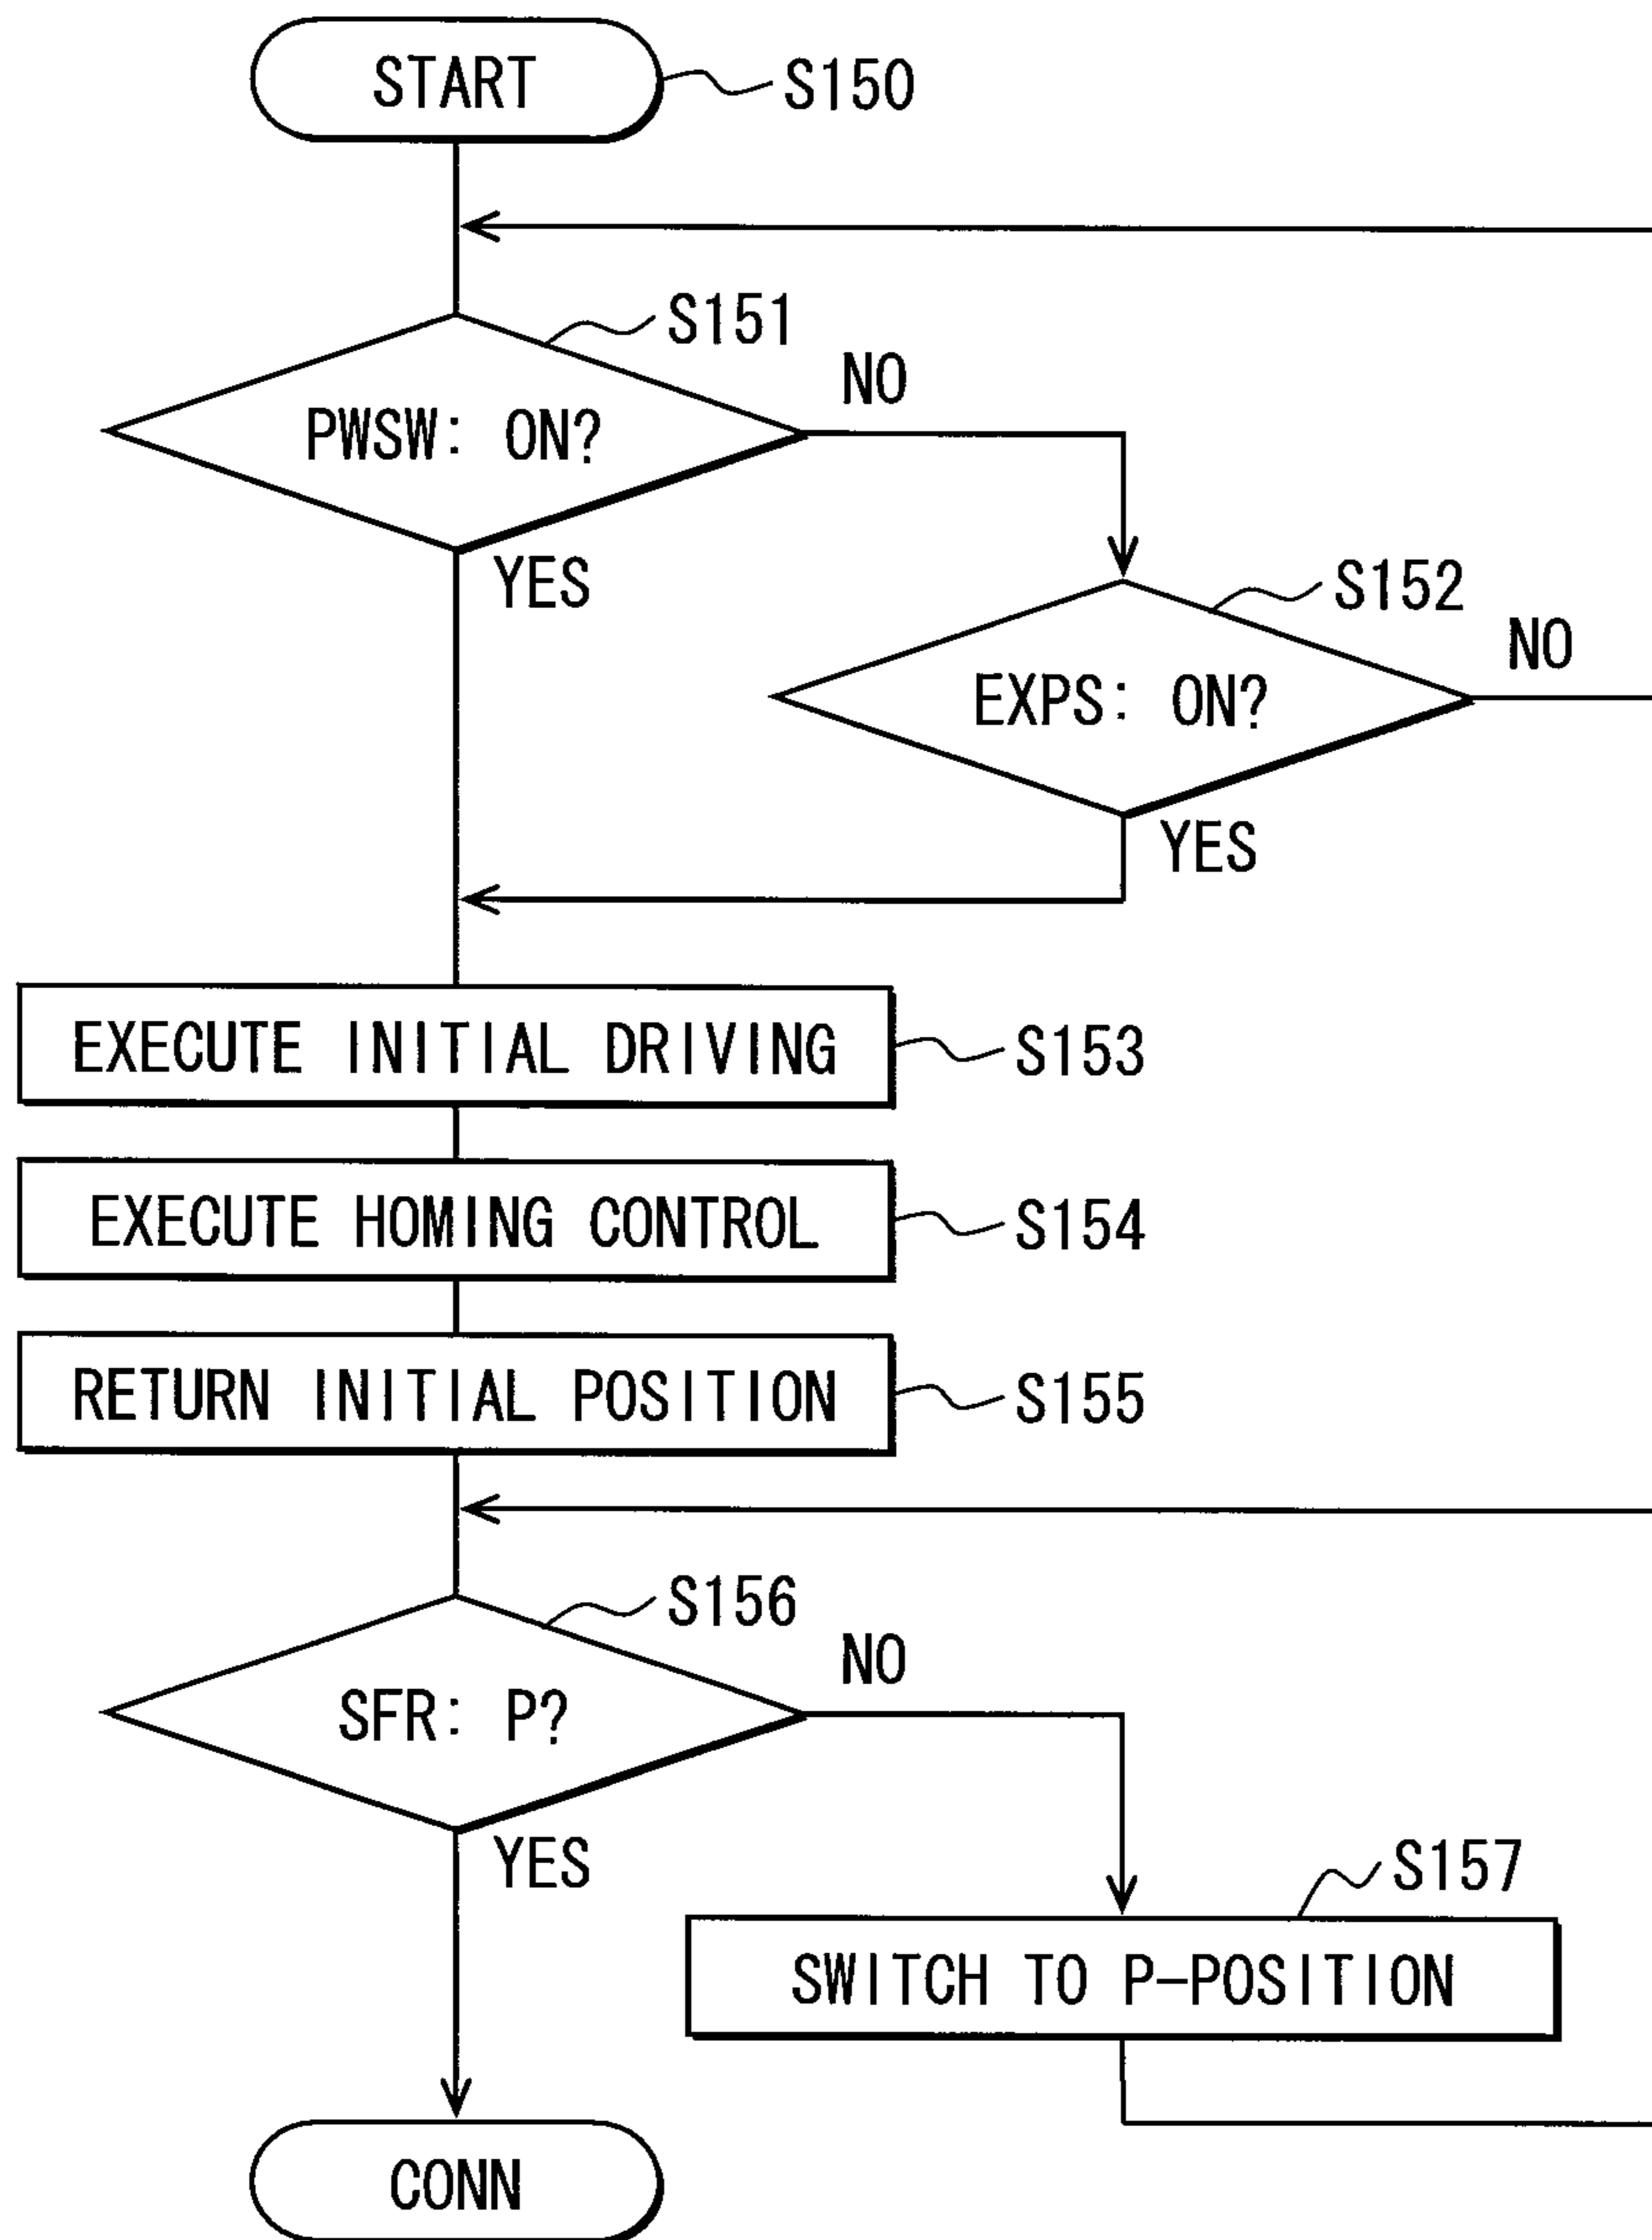 START
S150
S151
NO
PWSW: ON?
YES
S152
NO
EXPS: ON?
YES
EXECUTE INITIAL DRIVING
S153
EXECUTE HOMING CONTROL
S154
RETURN INITIAL POSITION
S155
S156
NO
SFR: P?
YES
S157
SWITCH TO P-POSITION
CONN